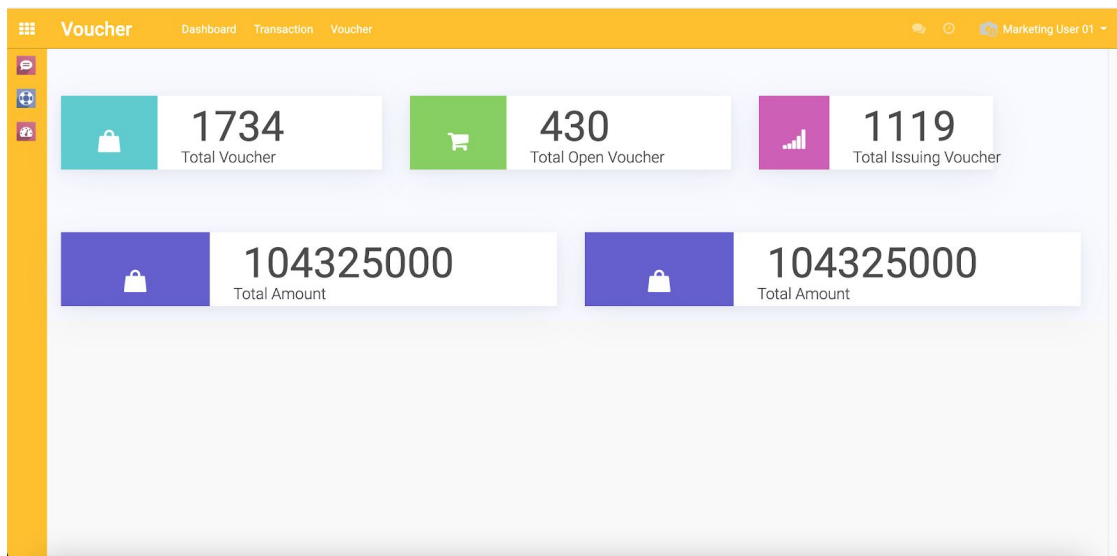 Voucher Dashboard Transaction Voucher Marketing User 01
1734 430 1119
Total Voucher Total Open Voucher Total Issuing Voucher
104325000 104325000
Total Amount Total Amount